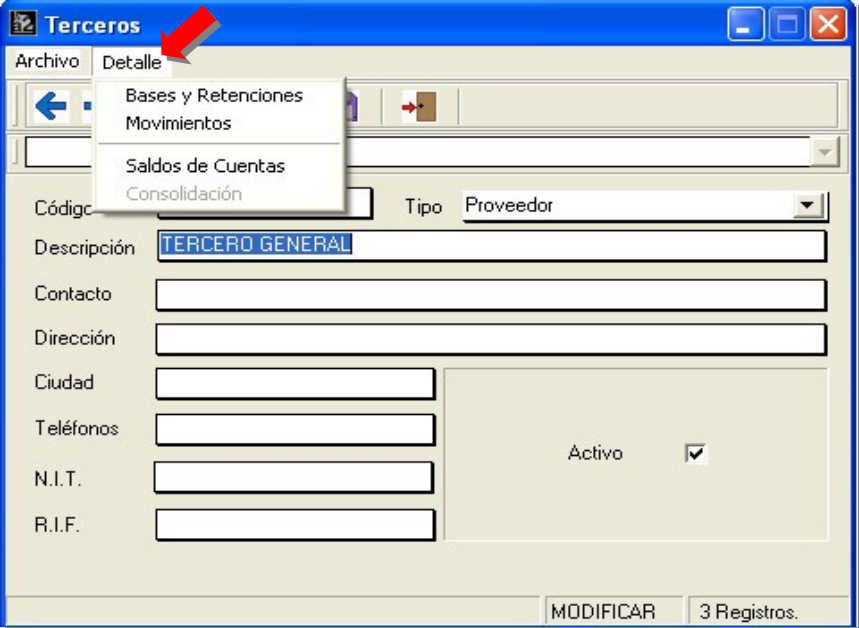 Terceros
Archivo Detalle
Bases y Retenciones
Movimientos
Saldos de Cuentas
Consolidación
Código Tipo Proveedor
Descripción TERCERO GENERAL
Contacto
Dirección
Ciudad
Teléfonos
Activo
N.I.T.
R.I.F.
MODIFICAR 3 Registros.